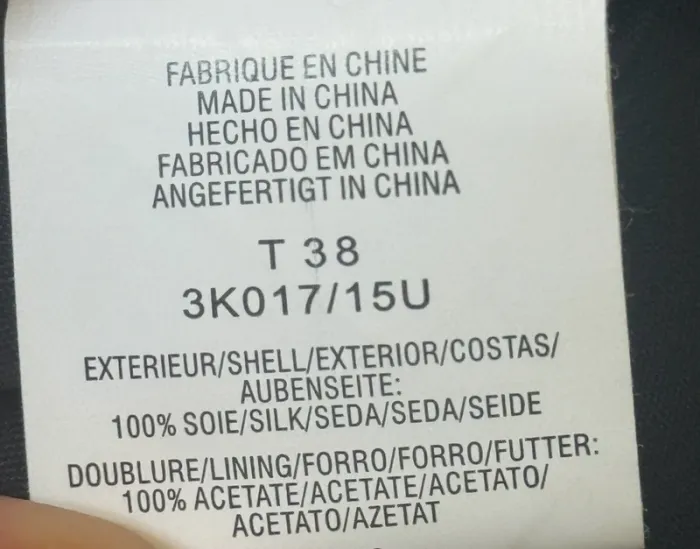 FABRIQUE EN CHINE
MADE IN CHINA
HECHO EN CHINA
FABRICADO EM CHINA
ANGEFERTIGT IN CHINA
T 38
3K017/15U
EXTERIEUR/SHELL/EXTERIOR/COSTAS/
AUBENSEITE:
100% SOIE/SILK/SEDA/SEDA/SEIDE
DOUBLURE/LINING/FORRO/FORRO/FUTTER:
100% ACETATE/ACETATE/ACETATO/
ACETATO/AZETAT